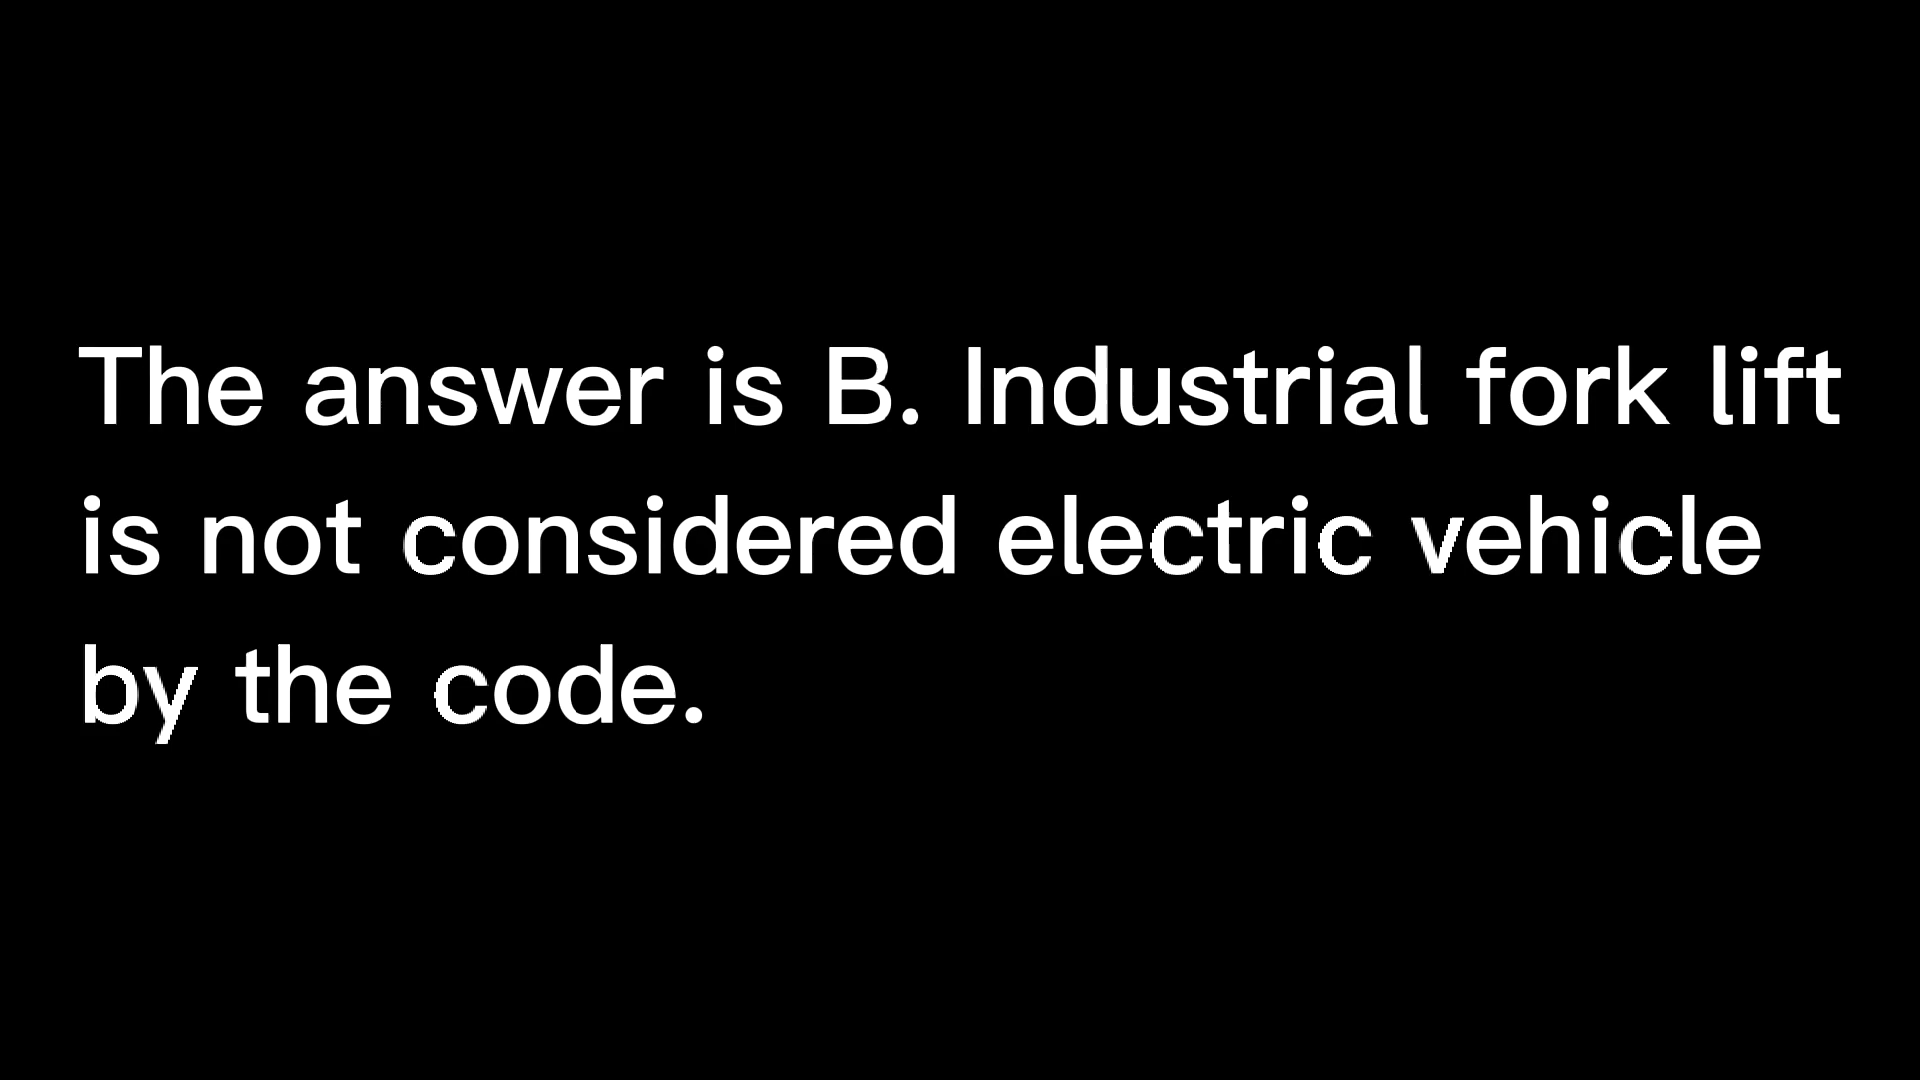 The answer is B. Industrial fork lift
is not considered electric vehicle
by the code.